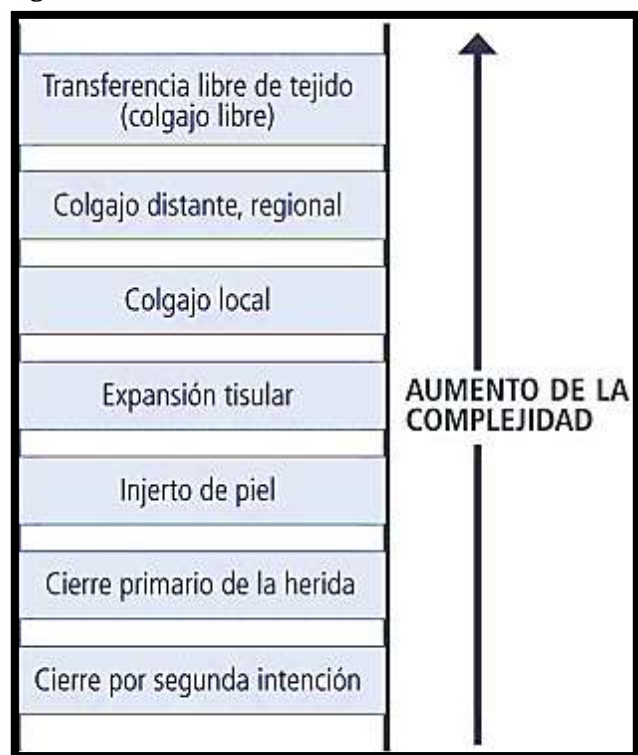 Transferencia libre de tejido
(colgajo libre)
Colgajo distante, regional
Colgajo local
Expansión tisular
AUMENTO DE LA
COMPLEJIDAD
Injerto de piel
Cierre primario de la herida
Cierre por segunda intención